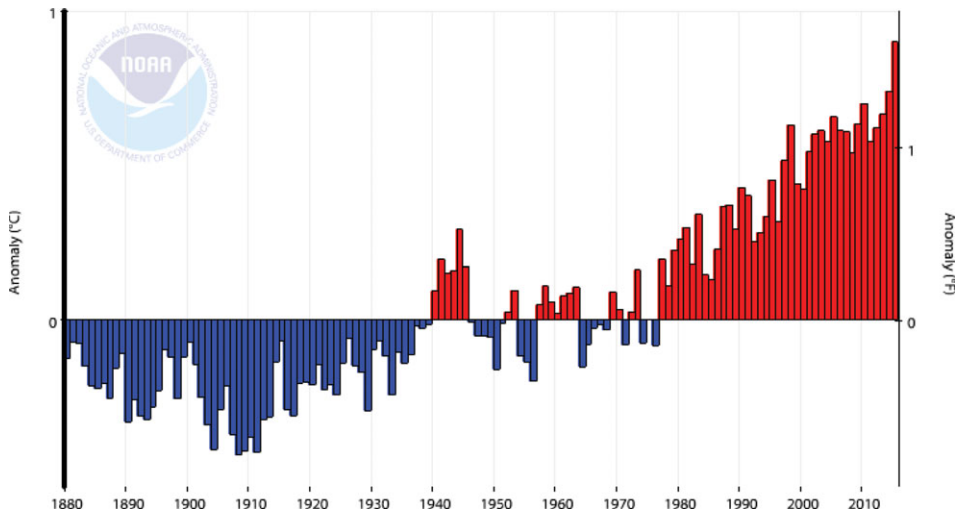 1
NATIONAL OCEANIC AND ATMOSPHERIC ADMINISTRATION
NOAA
U.S. DEPARTMENT OF COMMERCE
1
Anomaly (°C)
Anomaly (°F)
0
0
1880 1890 1900 1910 1920 1930 1940 1950 1960 1970 1980 1990 2000 2010